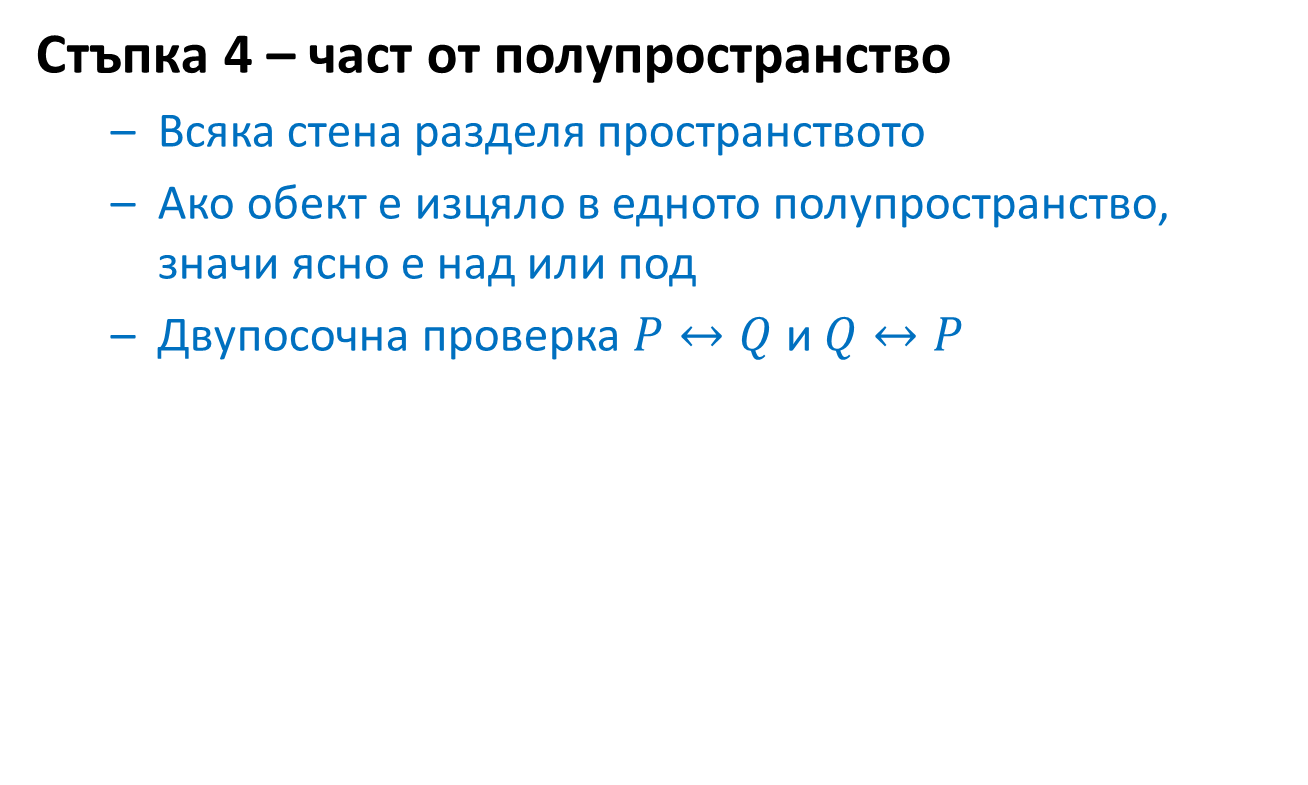 Стъпка 4 – част от полупространство
– Всяка стена разделя пространството
– Ако обект е изцяло в едното полупространство,
значи ясно е над или под
– Двупосочна проверка P ↔ Q и Q ↔ P